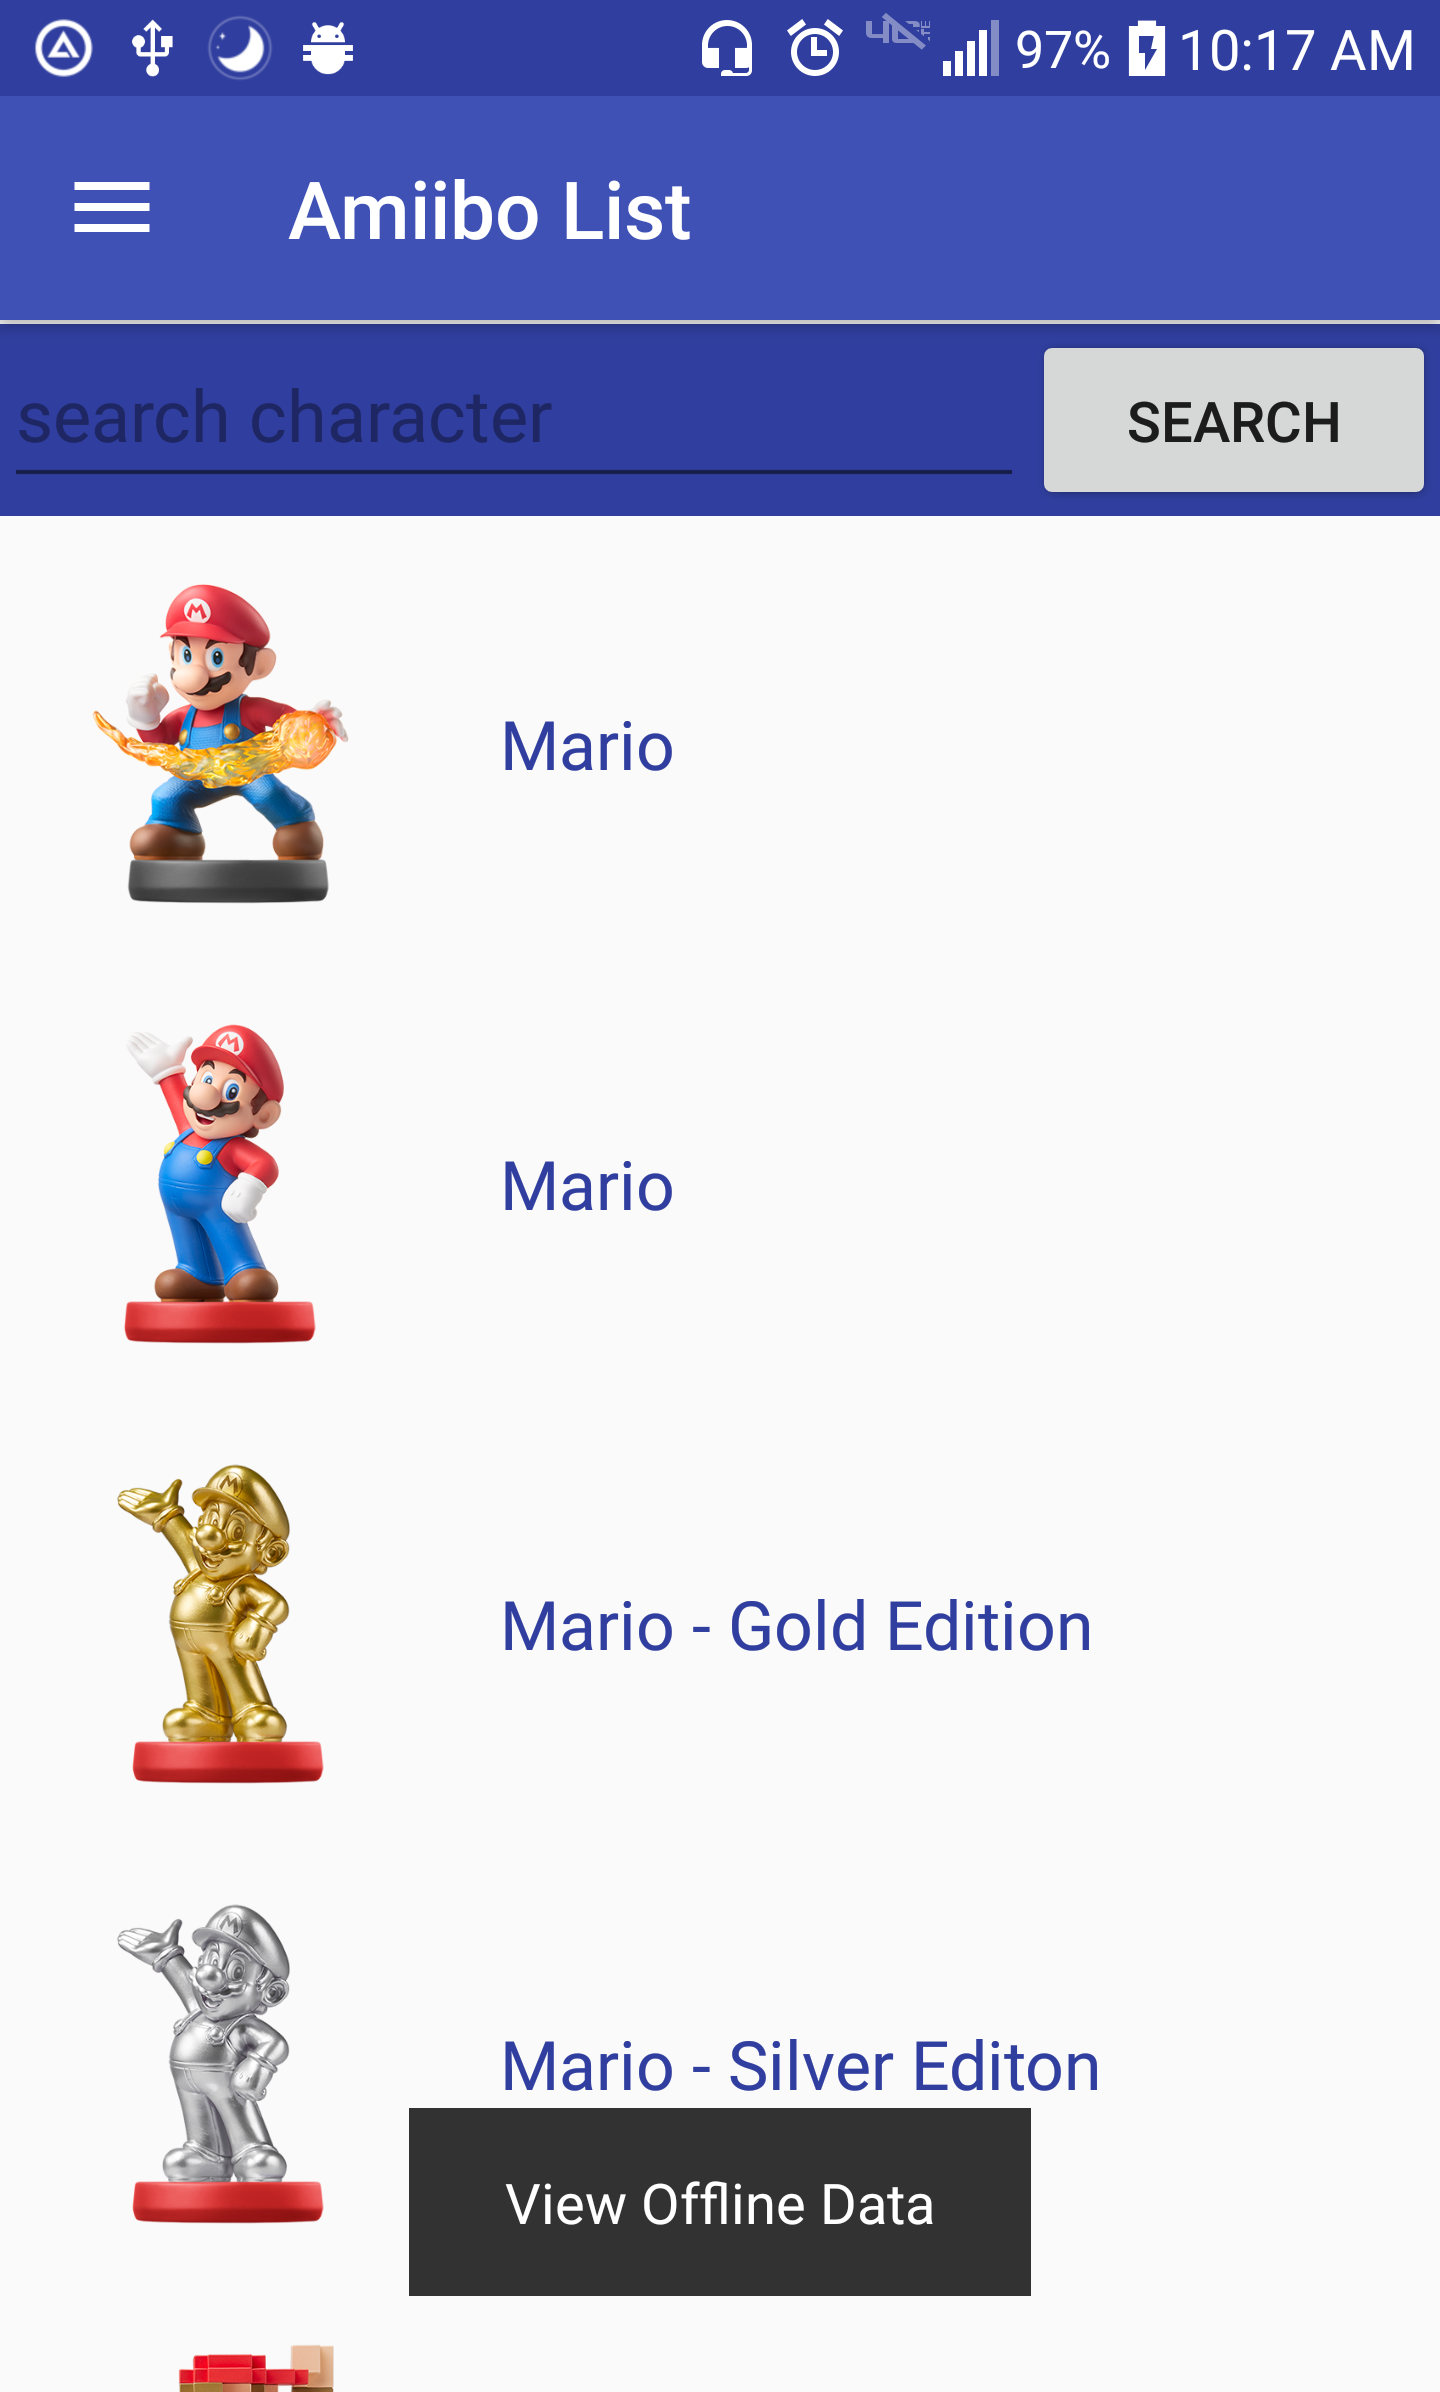 97% 10:17 AM
Amiibo List
search character
SEARCH
Mario
Mario
Mario - Gold Edition
Mario - Silver Editon
View Offline Data